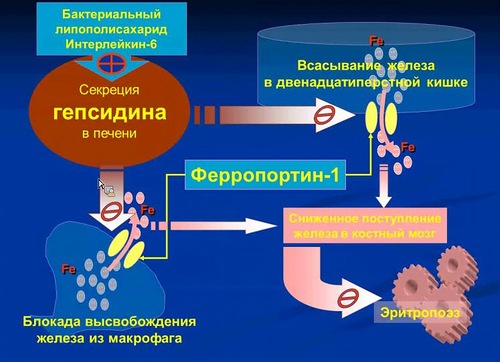 Бактериальный
липополисахарид
Интерлейкин-6
Секреция
гепсидина
в печени
Fe
Всасывание железа
в двенадцатиперстной кишке
Fe
Ферропортин-1
Fe
Fe
Сниженное поступление
железа в костный мозг
Блокада высвобождения
железа из макрофага
Эритропоэз